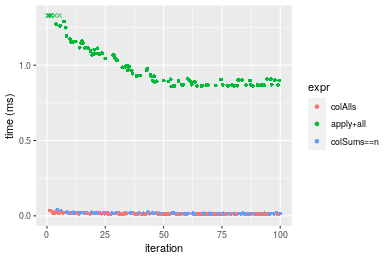 1.0
0.5
0.0
time (ms)
0
25
50
75
100
iteration
expr
colAlls
apply+all
colSums==n